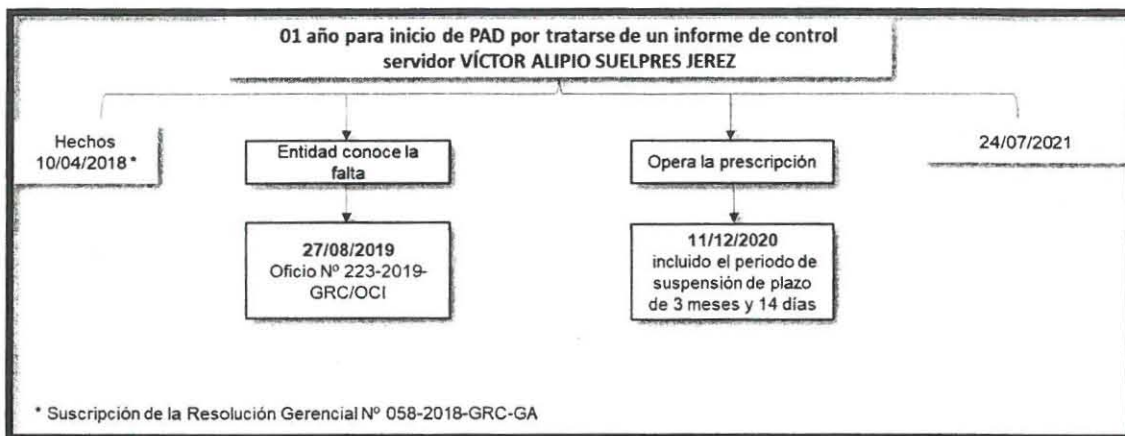 01 año para inicio de PAD por tratarse de un informe de control
servidor VÍCTOR ALIPIO SUELPRES JEREZ
Hechos
10/04/2018 *
Entidad conoce la
falta
Opera la prescripción
24/07/2021
27/08/2019
Oficio Nº 223-2019-
GRC/OCI
11/12/2020
incluido el periodo de
suspensión de plazo
de 3 meses y 14 días
* Suscripción de la Resolución Gerencial Nº 058-2018-GRC-GA